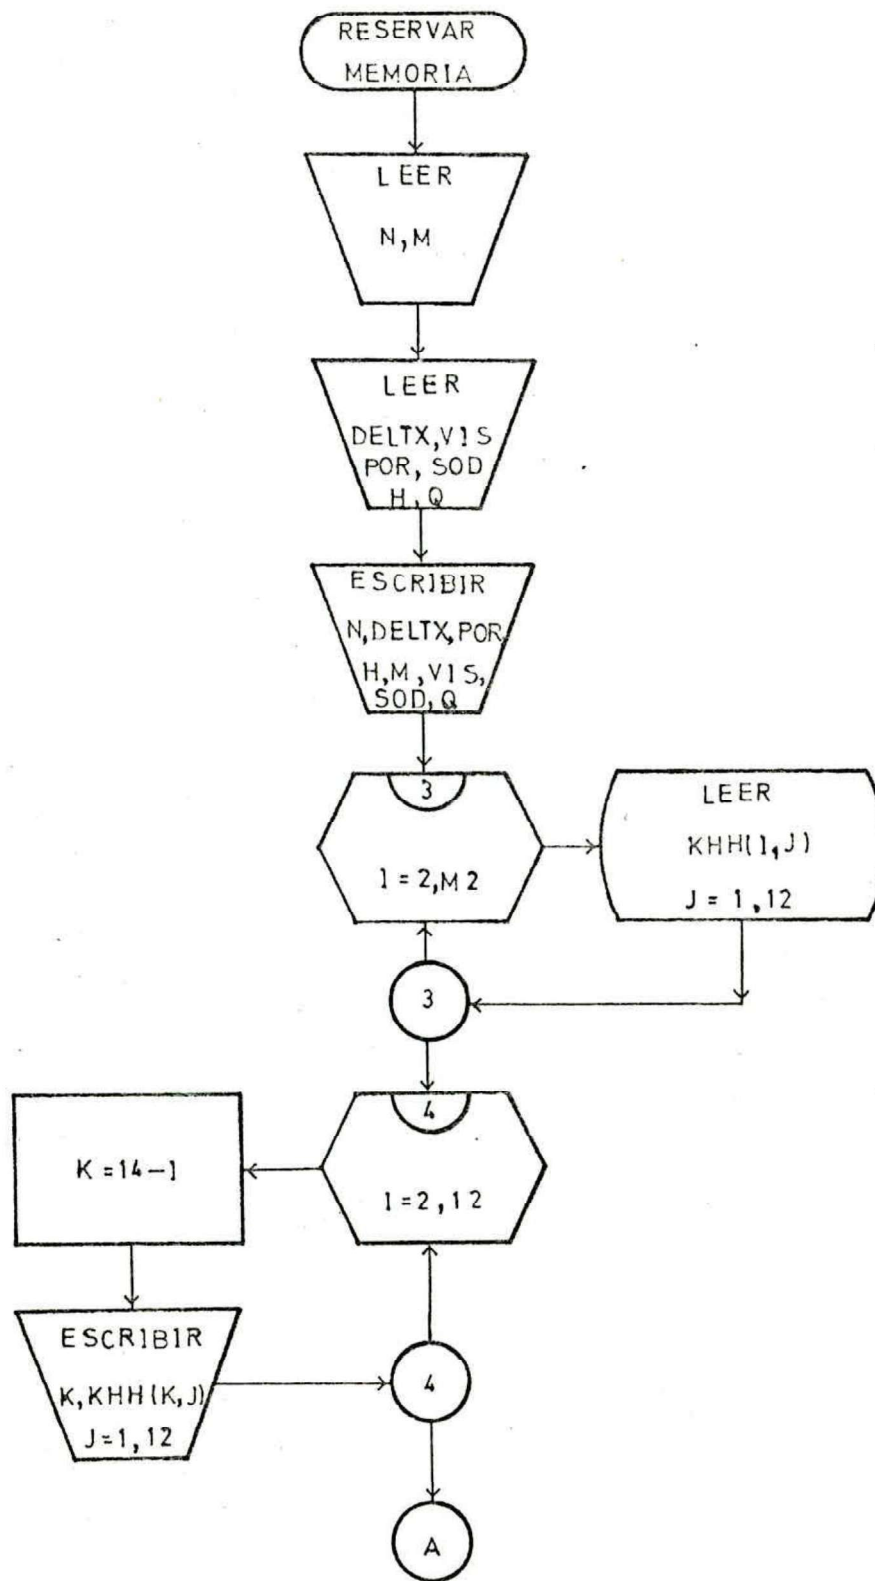 RESERVAR
MEMORIA
LEER
N,M
LEER
DELTX,VIS
POR, SOD
H,Q
ESCRIBIR
N,DELTX,POR
H,M,VIS,
SOD,Q
3
I=2,M2
LEER
KHH(I,J)
J=1,12
3
4
I=2,12
K=14-I
ESCRIBIR
K,KHH(K,J)
J=1,12
4
A